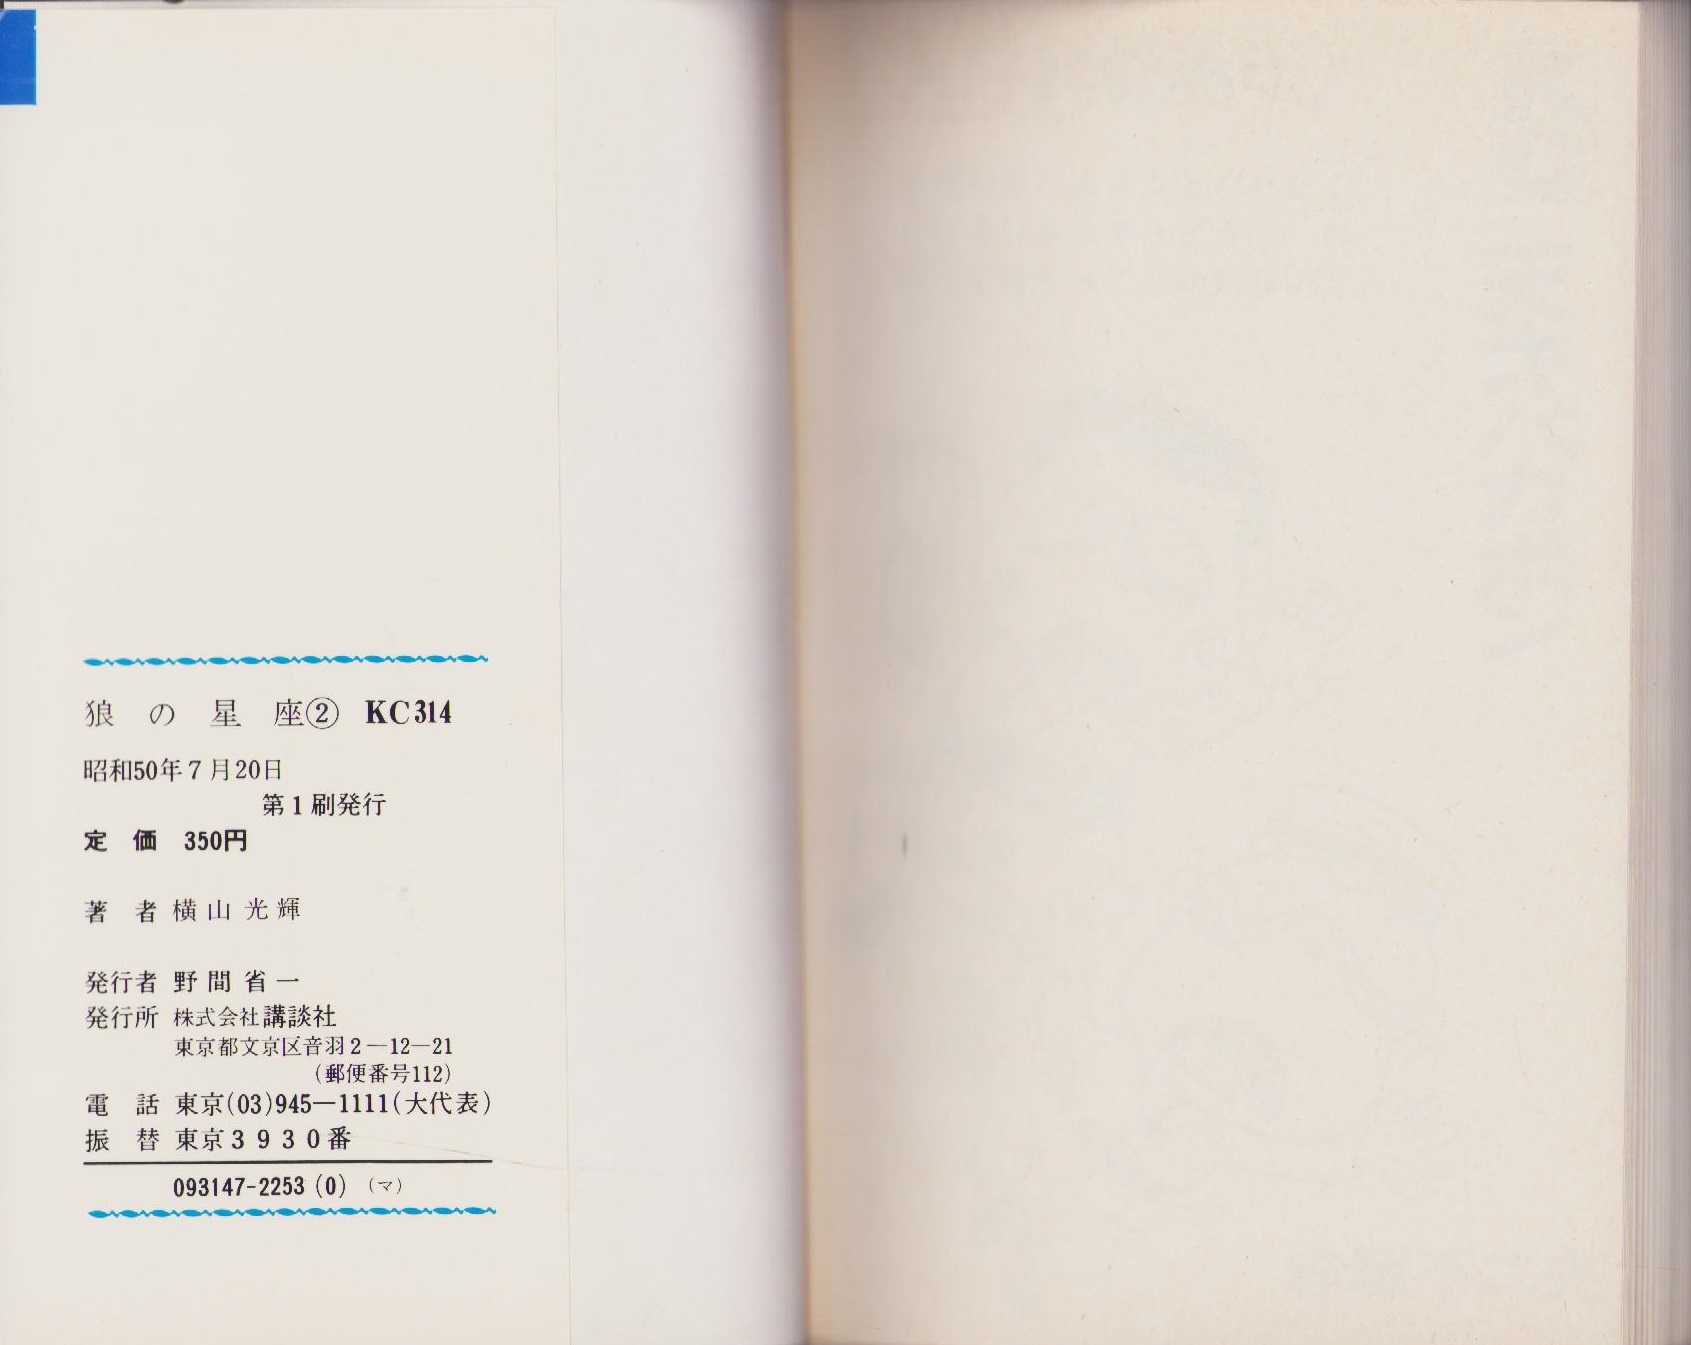 狼の星座② KC314
昭和50年7月20日
第1刷発行
定価 350円
著者 横山光輝
発行者 野間省一
発行所 株式会社講談社
東京都文京区音羽2―12―21
(郵便番号112)
電話 東京(03)945―1111(大代表)
振替 東京3930番
093147-2253 (0) (マ)